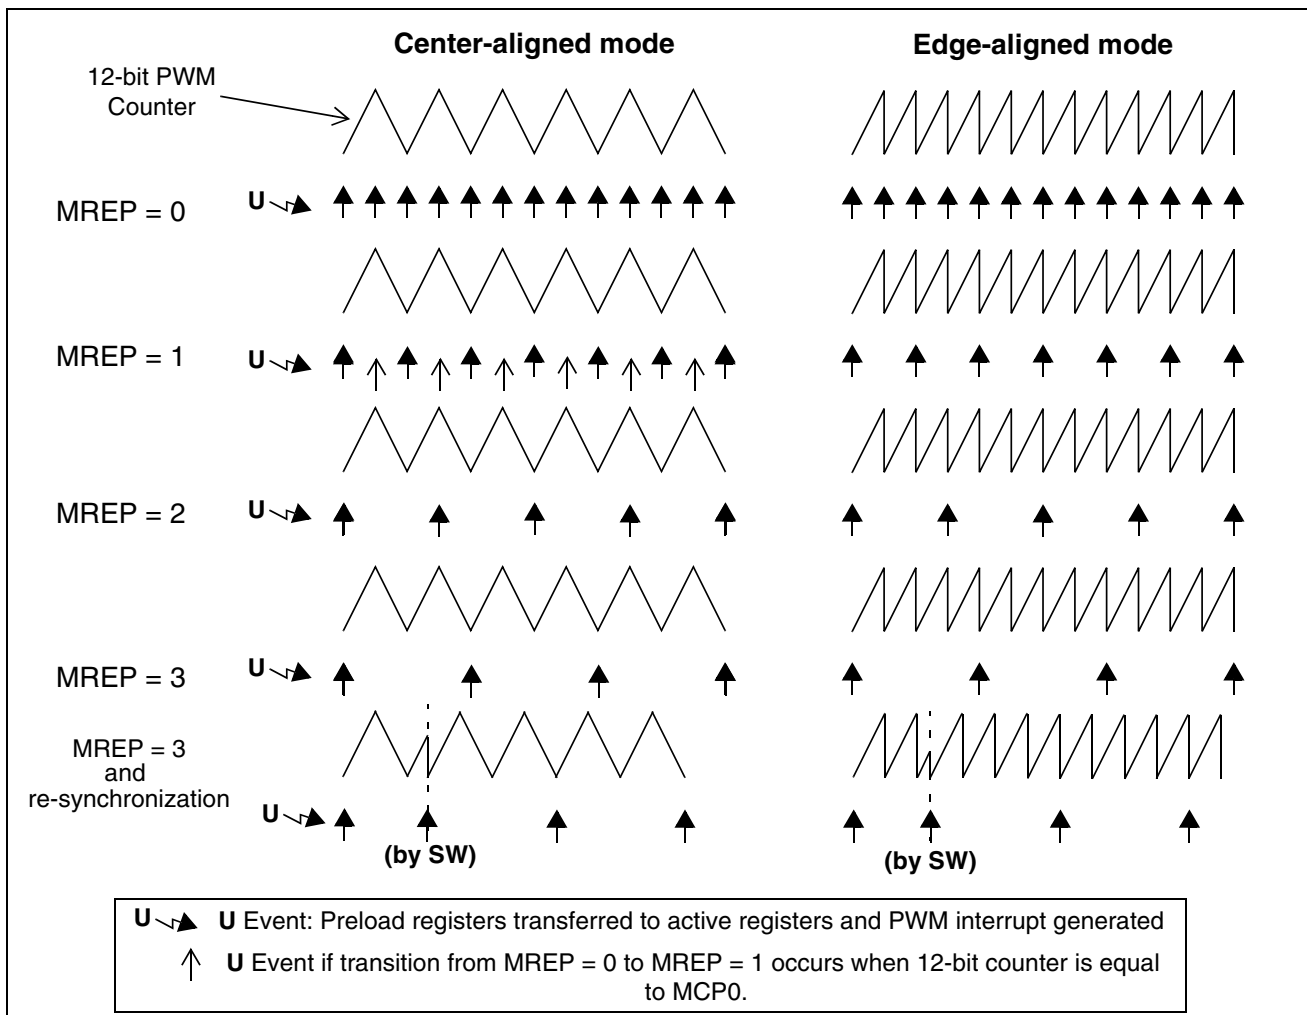 Center-aligned mode
Edge-aligned mode
12-bit PWM
Counter
U
MREP = 0
U
MREP = 1
U
MREP = 2
U
MREP = 3
MREP = 3
and
re-synchronization
U
(by SW)
(by SW)
U U Event: Preload registers transferred to active registers and PWM interrupt generated
U Event if transition from MREP = 0 to MREP = 1 occurs when 12-bit counter is equal
to MCP0.